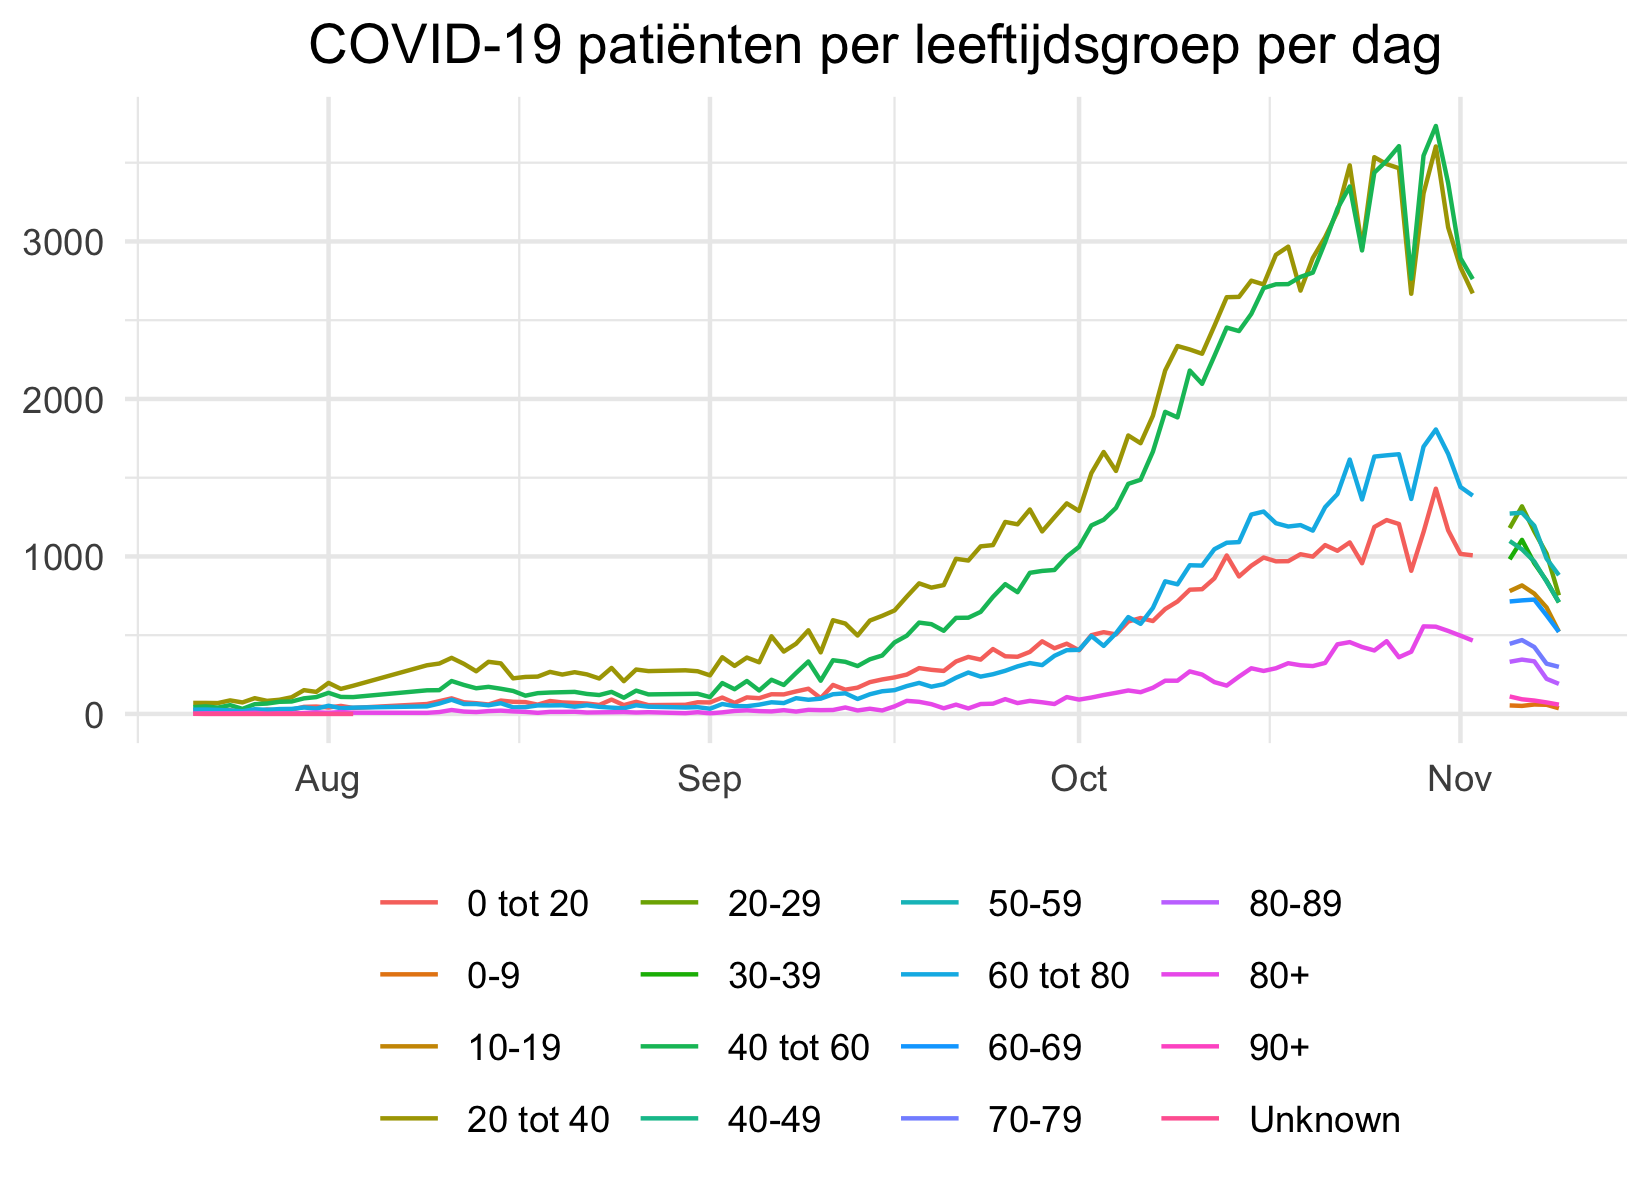 COVID-19 patiënten per leeftijdsgroep per dag
3000
2000
1000
0
Aug Sep Oct Nov
0 tot 20 20-29 50-59 80-89
0-9 30-39 60 tot 80 80+
10-19 40 tot 60 60-69 90+
20 tot 40 40-49 70-79 Unknown